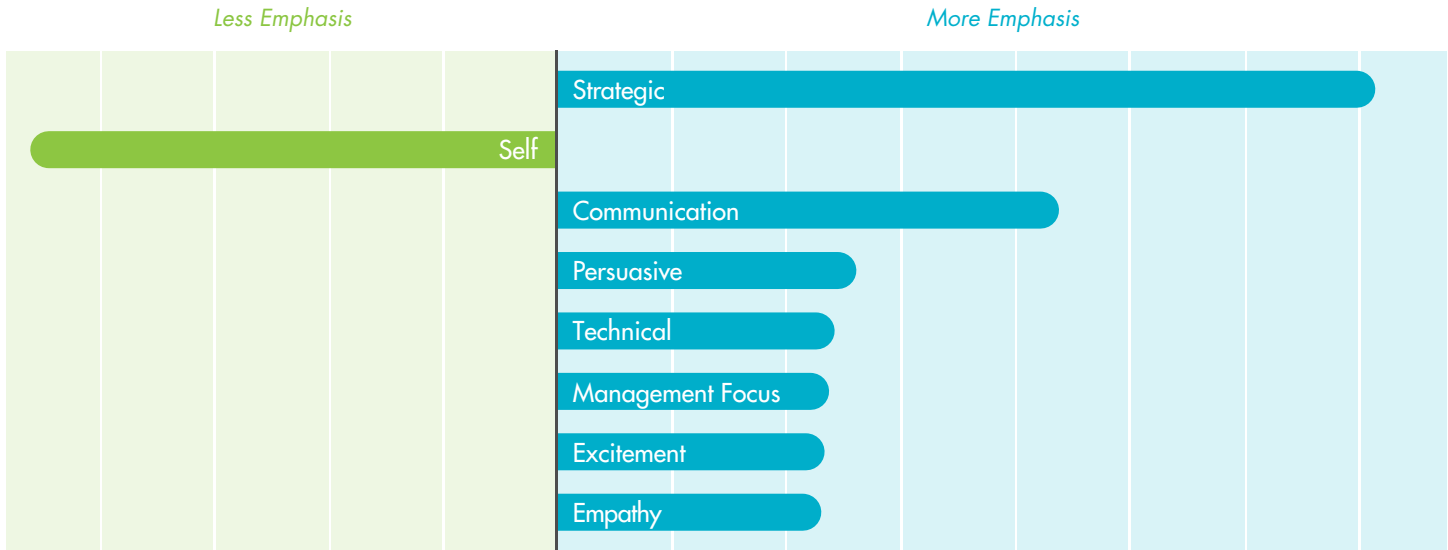 Less Emphasis
More Emphasis
Strategic
Self
Communication
Persuasive
Technical
Management Focus
Excitement
Empathy